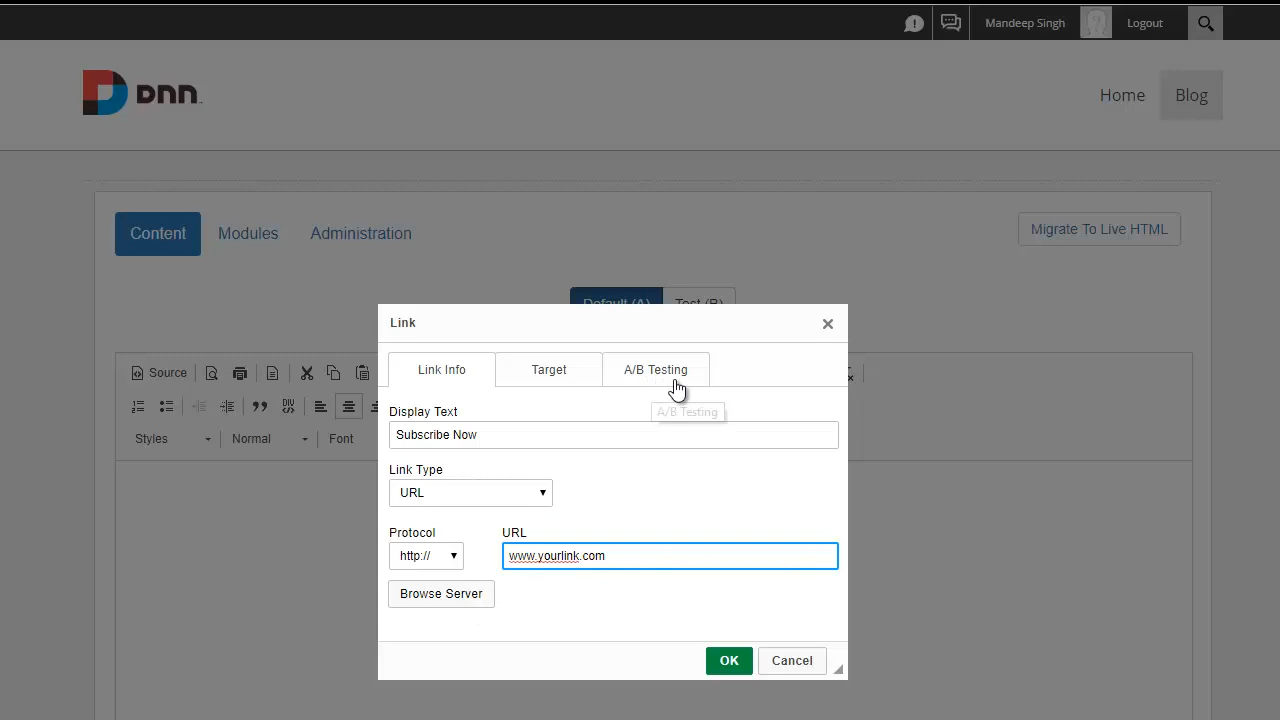 Mandeep Singh
Logout
DNN
Home
Blog
Content
Modules
Administration
Migrate To Live HTML
Default (A)
Test (B)
Link
Link Info
Target
A/B Testing
A/B Testing
Source
Styles
Normal
Font
Display Text
Subscribe Now
Link Type
URL
Protocol
URL
http://
www.yourlink.com
Browse Server
OK
Cancel